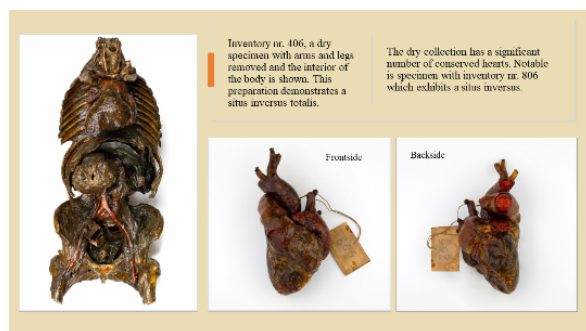 Inventory nr. 406, a dry
specimen with arms and legs
removed and the interior of
the body is shown. This
preparation demonstrates a
situs inversus totalis.
The dry collection has a significant
number of conserved hearts. Notable
is specimen with inventory nr. 806
which exhibits a situs inversus.
Frontside
Backside